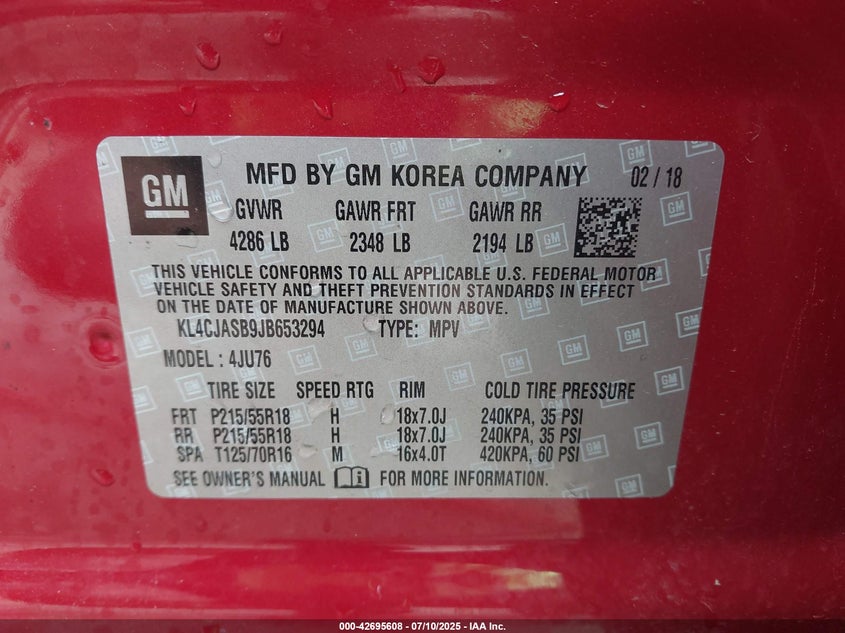 GM
MFD BY GM KOREA COMPANY 02 / 18
GVWR GAWR FRT GAWR RR
4286 LB 2348 LB 2194 LB
THIS VEHICLE CONFORMS TO ALL APPLICABLE U.S. FEDERAL MOTOR
VEHICLE SAFETY AND THEFT PREVENTION STANDARDS IN EFFECT
ON THE DATE OF MANUFACTURE SHOWN ABOVE.
KL4CJASB9JB653294 TYPE: MPV
MODEL : 4JU76
TIRE SIZE SPEED RTG RIM COLD TIRE PRESSURE
FRT P215/55R18 H 18x7.0J 240KPA, 35 PSI
RR P215/55R18 H 18x7.0J 240KPA, 35 PSI
SPA T125/70R16 M 16x4.0T 420KPA, 60 PSI
SEE OWNER'S MANUAL FOR MORE INFORMATION.
000-42695608 - 07/10/2025 - IAA Inc.